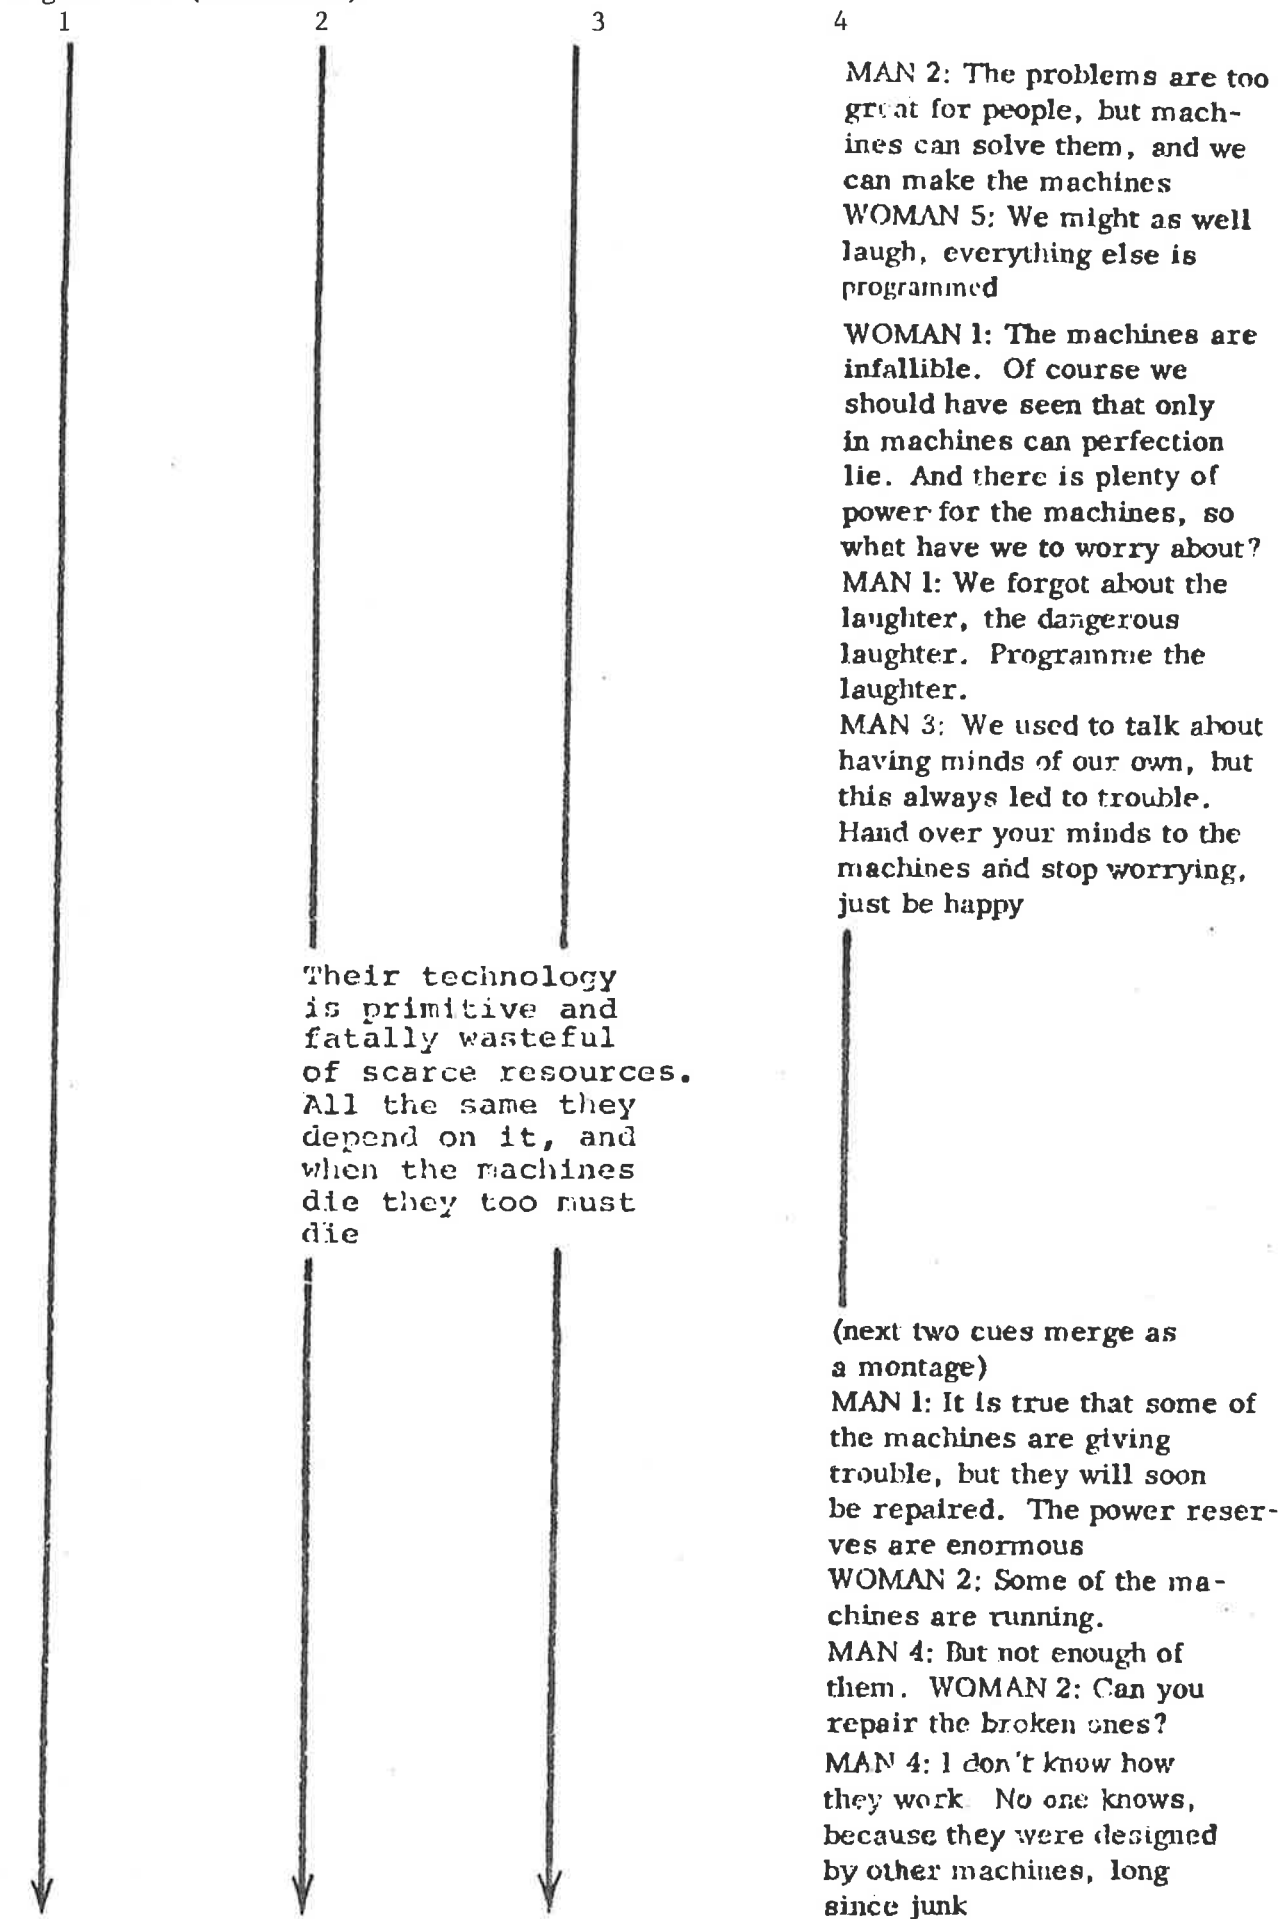 1 2 3 4
MAN 2: The problems are too
great for people, but mach-
ines can solve them, and we
can make the machines
WOMAN 5: We might as well
laugh, everything else is
programmed
WOMAN 1: The machines are
infallible. Of course we
should have seen that only
in machines can perfection
lie. And there is plenty of
power for the machines, so
what have we to worry about?
MAN 1: We forgot about the
laughter, the dangerous
laughter. Programme the
laughter.
MAN 3: We used to talk about
having minds of our own, but
this always led to trouble.
Hand over your minds to the
machines and stop worrying,
just be happy
Their technology
is primitive and
fatally wasteful
of scarce resources.
All the same they
depend on it, and
when the machines
die they too must
die
(next two cues merge as
a montage)
MAN 1: It is true that some of
the machines are giving
trouble, but they will soon
be repaired. The power reser-
ves are enormous
WOMAN 2: Some of the ma-
chines are running.
MAN 4: But not enough of
them. WOMAN 2: Can you
repair the broken ones?
MAN 4: I don't know how
they work No one knows,
because they were designed
by other machines, long
since junk